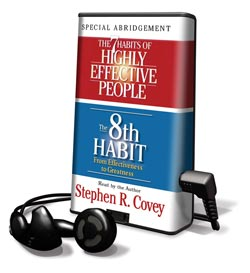 SPECIAL ABRIDGEMENT
THE 7 HABITS OF
HIGHLY
EFFECTIVE
PEOPLE
The
8th
HABIT
From Effectiveness
to Greatness
Read by the Author
Stephen R. Covey